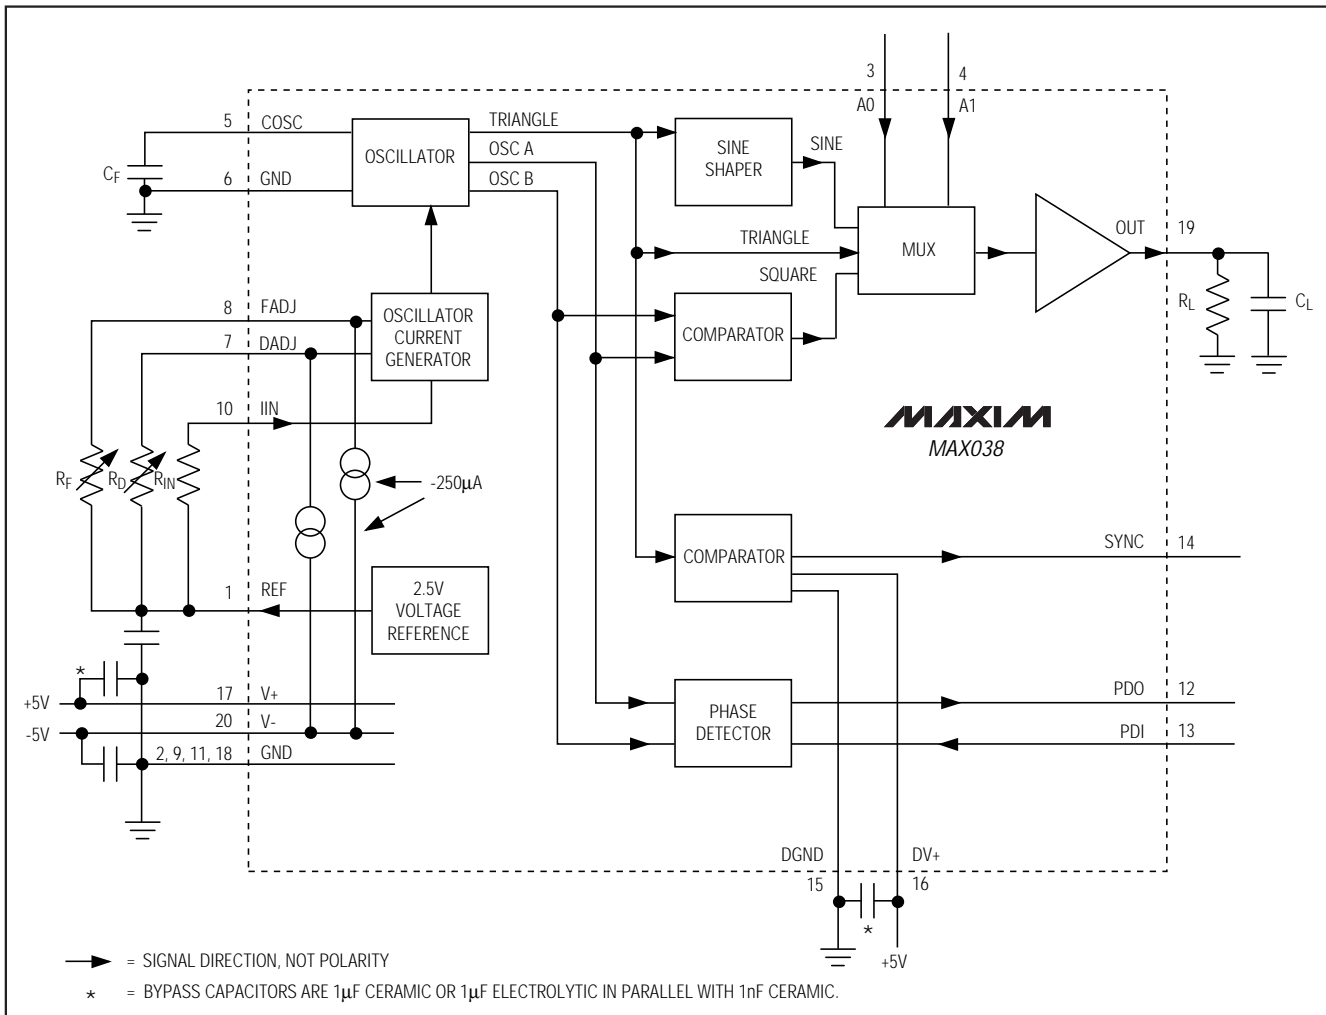 3
4
A0
A1
5
COSC
TRIANGLE
OSCILLATOR
OSC A
SINE
SHAPER
SINE
CF
6
GND
OSC B
TRIANGLE
MUX
OUT
19
SQUARE
RL
CL
8
FADJ
OSCILLATOR
CURRENT
GENERATOR
7
DADJ
COMPARATOR
10
IIN
MAXIM
MAX038
RF
RD
RIN
-250µA
COMPARATOR
SYNC
14
1
REF
2.5V
VOLTAGE
REFERENCE
*
+5V
17
V+
-5V
20
V-
2, 9, 11, 18
GND
PHASE
DETECTOR
PDO
12
PDI
13
DGND
DV+
15
16
*
+5V
= SIGNAL DIRECTION, NOT POLARITY
* = BYPASS CAPACITORS ARE 1µF CERAMIC OR 1µF ELECTROLYTIC IN PARALLEL WITH 1nF CERAMIC.